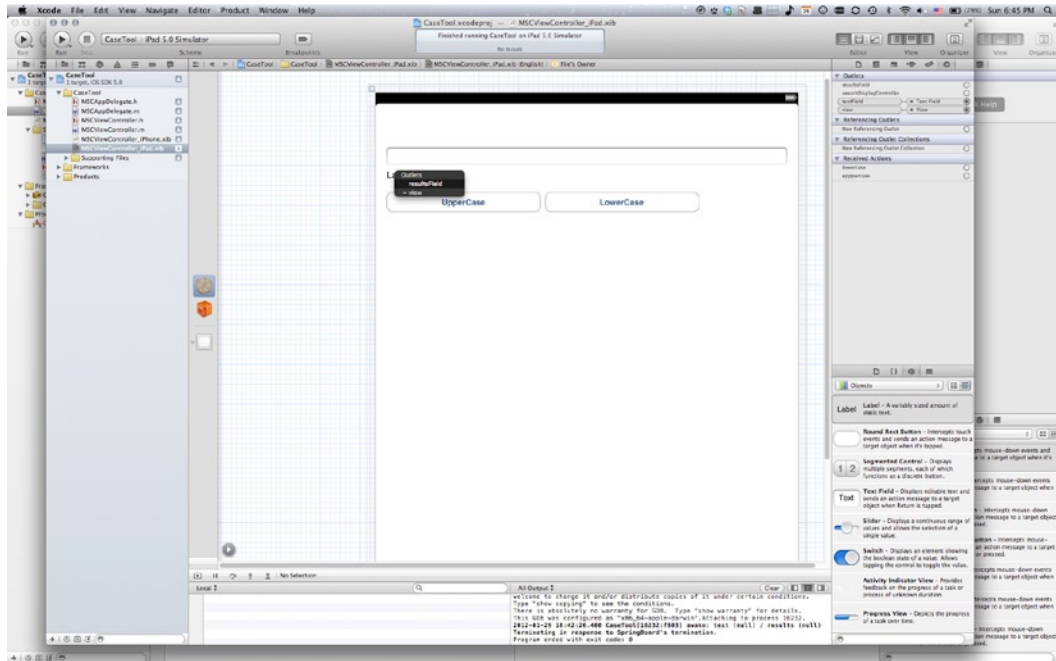 Xcode File Edit View Navigate Editor Product Window Help
Sun 6:45 PM
CaseTool.xcodeproj — MSCViewController_iPad.xib
Run
Run
Stop
CaseTool iPad 5.0 Simulator
Scheme
Breakpoints
Finished running CaseTool on iPad 5.0 Simulator
No Issues
Editor
View
Organizer
View
CaseTool
CaseTool
MSCViewController_iPad.xib
MSCViewController_iPad.xib (English)
File's Owner
CaseTool
1 target, iOS SDK 5.0
CaseTool
MSCAppDelegate.h
MSCAppDelegate.m
MSCViewController.h
MSCViewController.m
MSCViewController_iPhone.xib
MSCViewController_iPad.xib
Supporting Files
Frameworks
Products
Outlets
resultsField
view
UpperCase
LowerCase
Outlets
resultsField
searchDisplayController
textField
Text Field
view
View
Referencing Outlets
New Referencing Outlet
Referencing Outlet Collections
New Referencing Outlet Collection
Received Actions
lowercase
uppercase
Help
Objects
Label
Label - A variably sized amount of
static text.
Round Rect Button - Intercepts touch
events and sends an action message to a
target object when it's tapped.
1 2
Segmented Control - Displays
multiple segments, each of which
functions as a discrete button.
Text
Text Field - Displays editable text and
sends an action message to a target
object when Return is tapped.
Slider - Displays a continuous range of
values and allows the selection of a
single value.
Switch - Displays an element showing
the boolean state of a value. Allows
tapping the control to toggle the value.
Activity Indicator View - Provides
feedback on the progress of a task or
process of unknown duration.
Progress View - Depicts the progress
of a task over time.
No Selection
Local
All Output
Clear
welcome to change it and/or distribute copies of it under certain conditions.
Type "show copying" to see the conditions.
There is absolutely no warranty for GDB. Type "show warranty" for details.
This GDB was configured as "x86_64-apple-darwin".Attaching to process 16232.
2012-01-29 18:42:20.400 CaseTool[16232:f803] awake: text (null) / results (null)
Terminating in response to SpringBoard's termination.
Program ended with exit code: 0